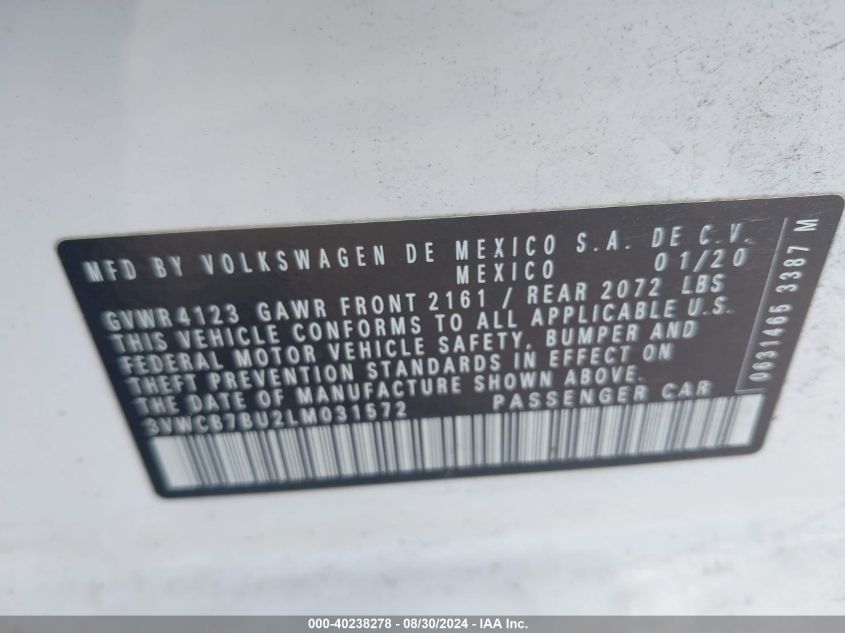 MFD BY VOLKSWAGEN DE MEXICO S.A. DE C.V.
MEXICO 01/20
GVWR4123 GAWR FRONT 2161 / REAR 2072 LBS
THIS VEHICLE CONFORMS TO ALL APPLICABLE U.S.
FEDERAL MOTOR VEHICLE SAFETY, BUMPER AND
THEFT PREVENTION STANDARDS IN EFFECT ON
THE DATE OF MANUFACTURE SHOWN ABOVE.
3VWCB7BU2LM031572 PASSENGER CAR
0631466 3387 M
000-40238278 - 08/30/2024 - IAA Inc.